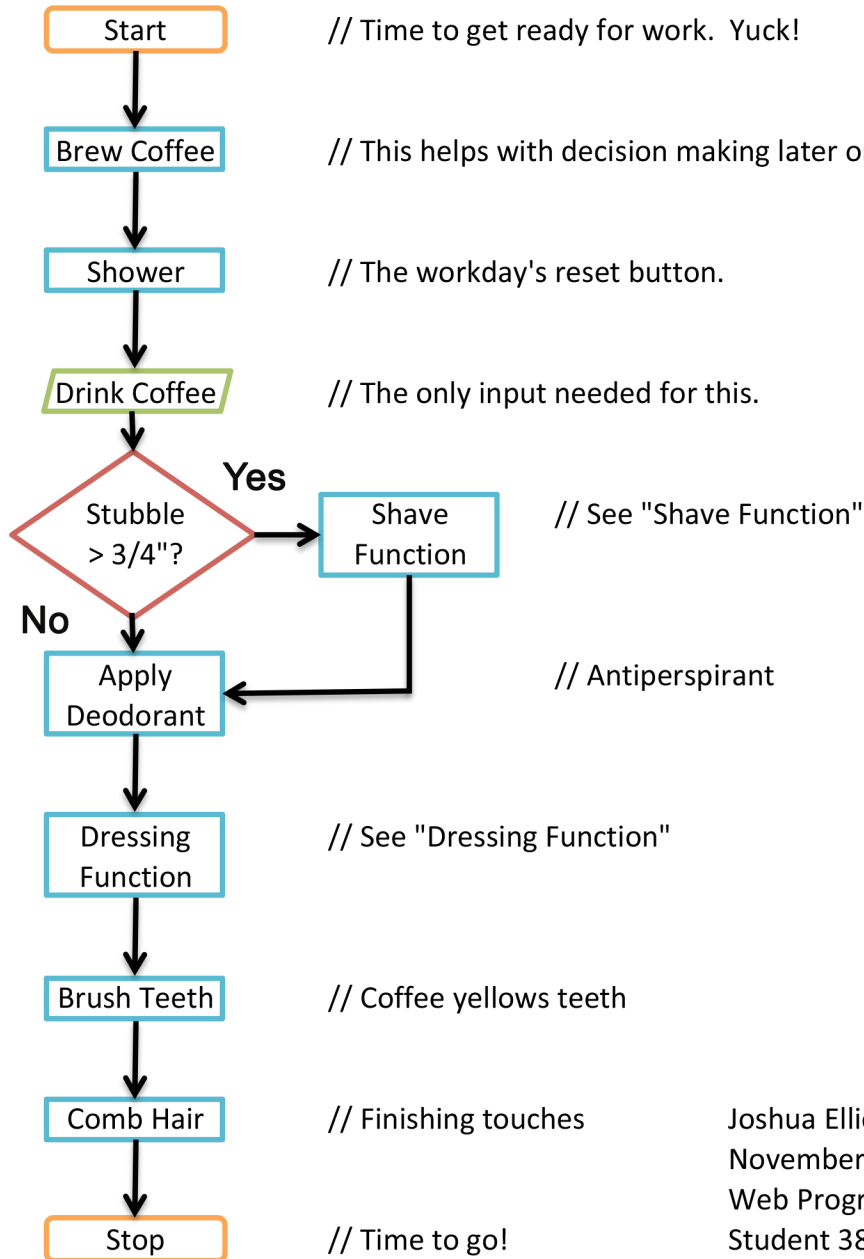 Start // Time to get ready for work.  Yuck!
Brew Coffee // This helps with decision making later
Shower // The workday's reset button.
Drink Coffee // The only input needed for this.
Yes
Stubble
> 3/4"?
Shave
Function
// See "Shave Function"
No
Apply
Deodorant
// Antiperspirant
Dressing
Function
// See "Dressing Function"
Brush Teeth // Coffee yellows teeth
Comb Hair // Finishing touches
Joshua
November
Web
Stop // Time to go!
Student